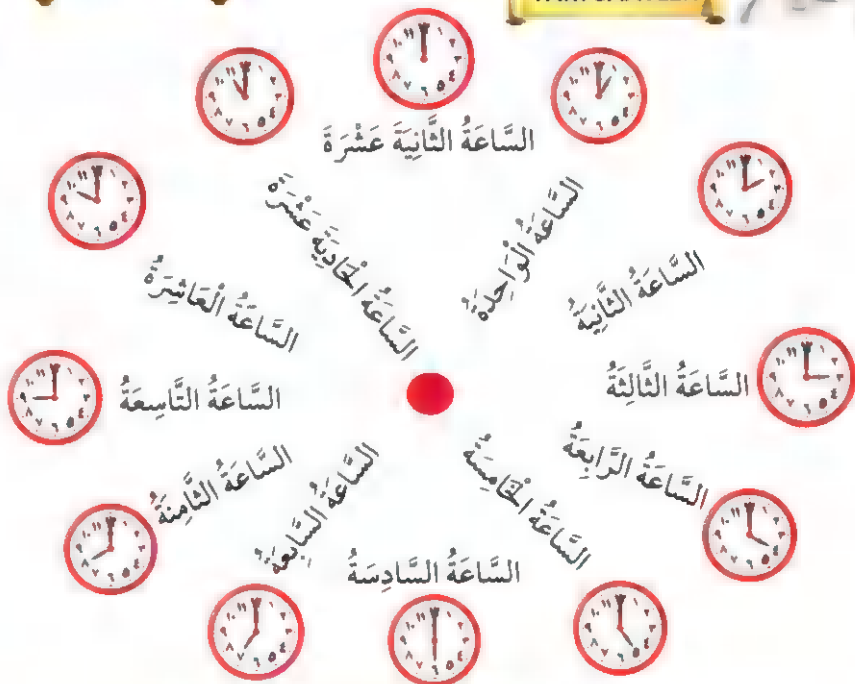 السَّاعَةُ الثَّانِيَةَ عَشْرَةَ
السَّاعَةُ الْوَاحِدَةُ
السَّاعَةُ الثَّانِيَةُ
السَّاعَةُ الثَّالِثَةُ
السَّاعَةُ الرَّابِعَةُ
السَّاعَةُ الْخَامِسَةُ
السَّاعَةُ السَّادِسَةُ
السَّاعَةُ السَّابِعَةُ
السَّاعَةُ الثَّامِنَةُ
السَّاعَةُ التَّاسِعَةُ
السَّاعَةُ الْعَاشِرَةُ
السَّاعَةُ الْحَادِيَةَ عَشْرَةَ